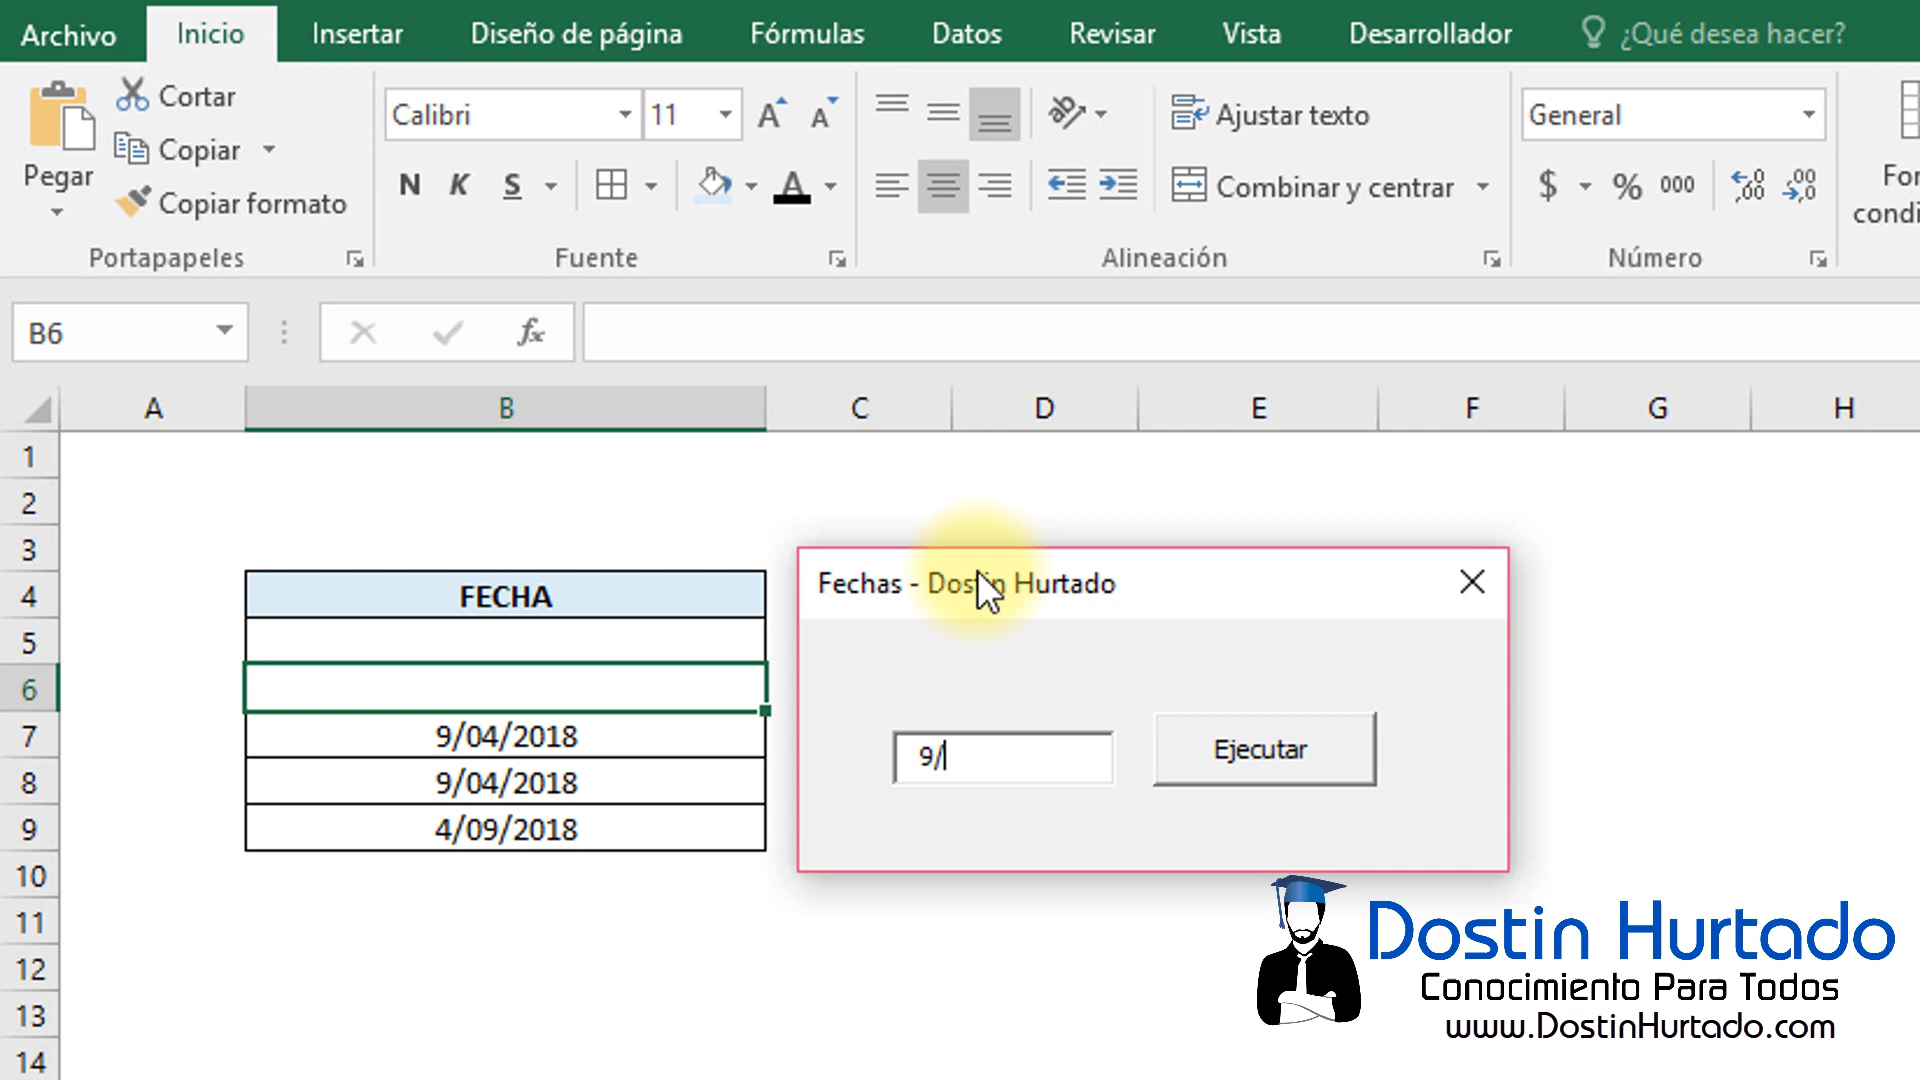 Archivo Inicio Insertar Diseño de página Fórmulas Datos Revisar Vista Desarrollador ¿Qué desea hacer?
Pegar
Cortar
Copiar
Copiar formato
Portapapeles
Calibri 11
N K S A
Fuente
Ajustar texto
Combinar y centrar
Alineación
General
$ % 000
Número
For
condi
B6 fx
A B C D E F G H
1
2
3
4 FECHA
5
6
7 9/04/2018
8 9/04/2018
9 4/09/2018
10
11
12
13
14
Fechas - Dostin Hurtado
9/
Ejecutar
Dostin Hurtado
Conocimiento Para Todos
www.DostinHurtado.com